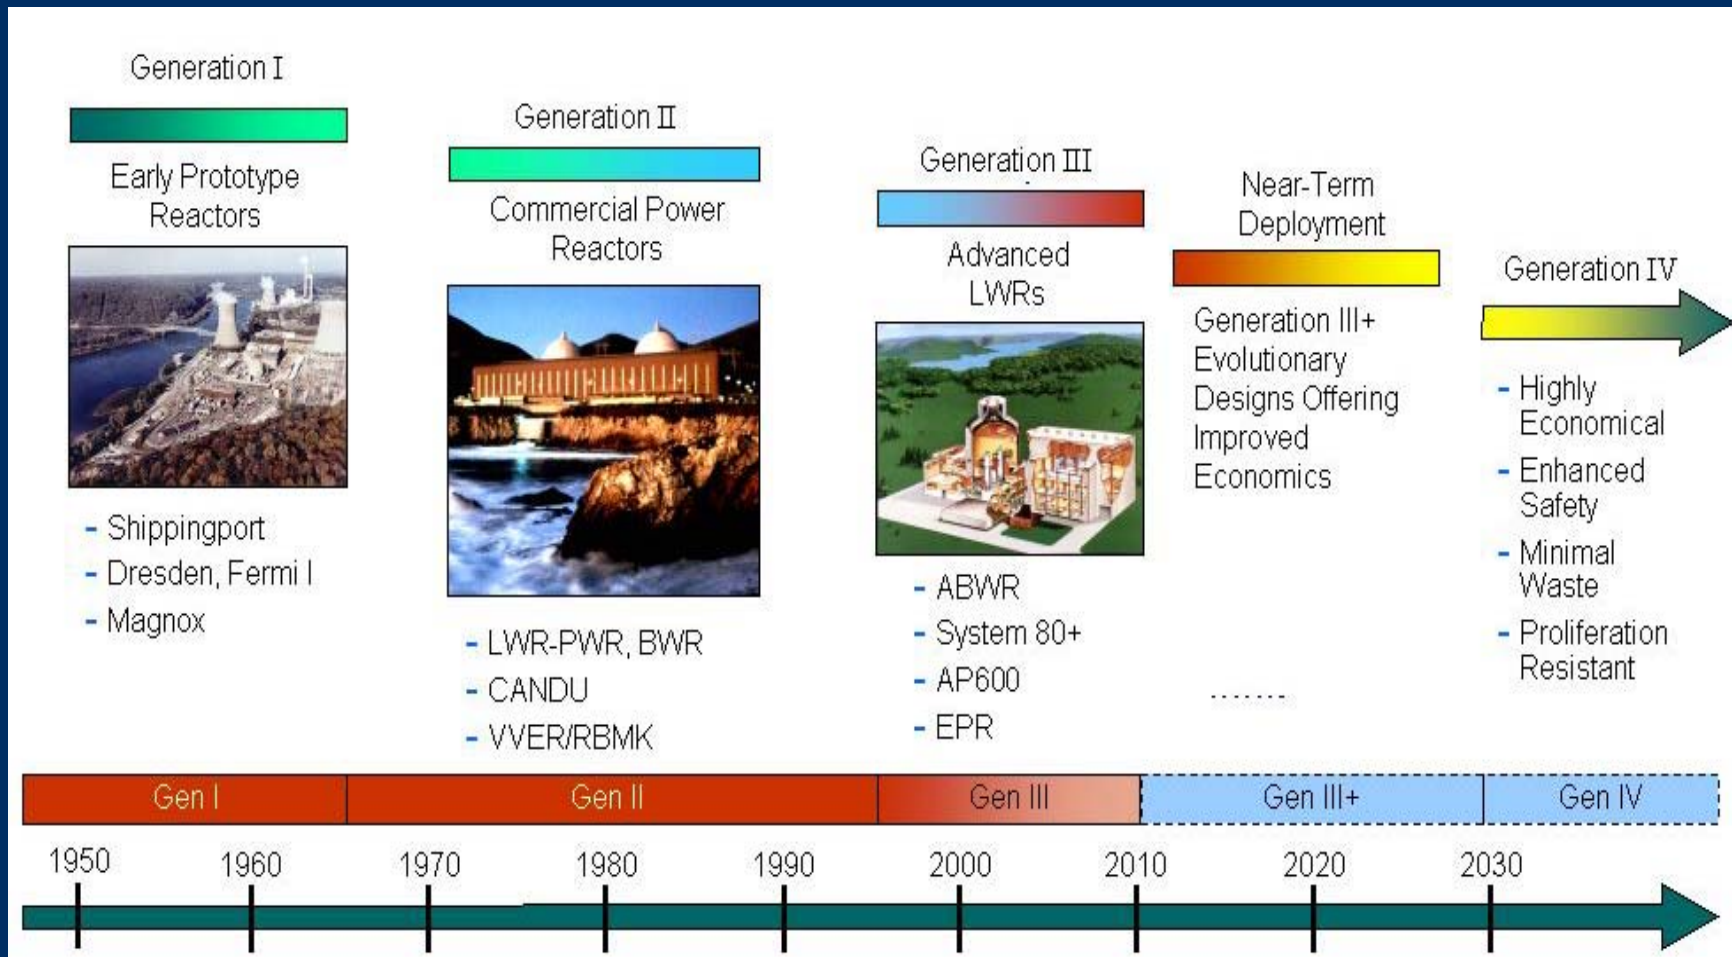 Generation I
Early Prototype
Reactors
- Shippingport
- Dresden, Fermi I
- Magnox
Generation II
Commercial Power
Reactors
- LWR-PWR, BWR
- CANDU
- VVER/RBMK
Generation III
Advanced
LWRs
- ABWR
- System 80+
- AP600
- EPR
Near-Term
Deployment
Generation III+
Evolutionary
Designs Offering
Improved
Economics
.......
Generation IV
- Highly
Economical
- Enhanced
Safety
- Minimal
Waste
- Proliferation
Resistant
Gen I
Gen II
Gen III
Gen III+
Gen IV
1950
1960
1970
1980
1990
2000
2010
2020
2030